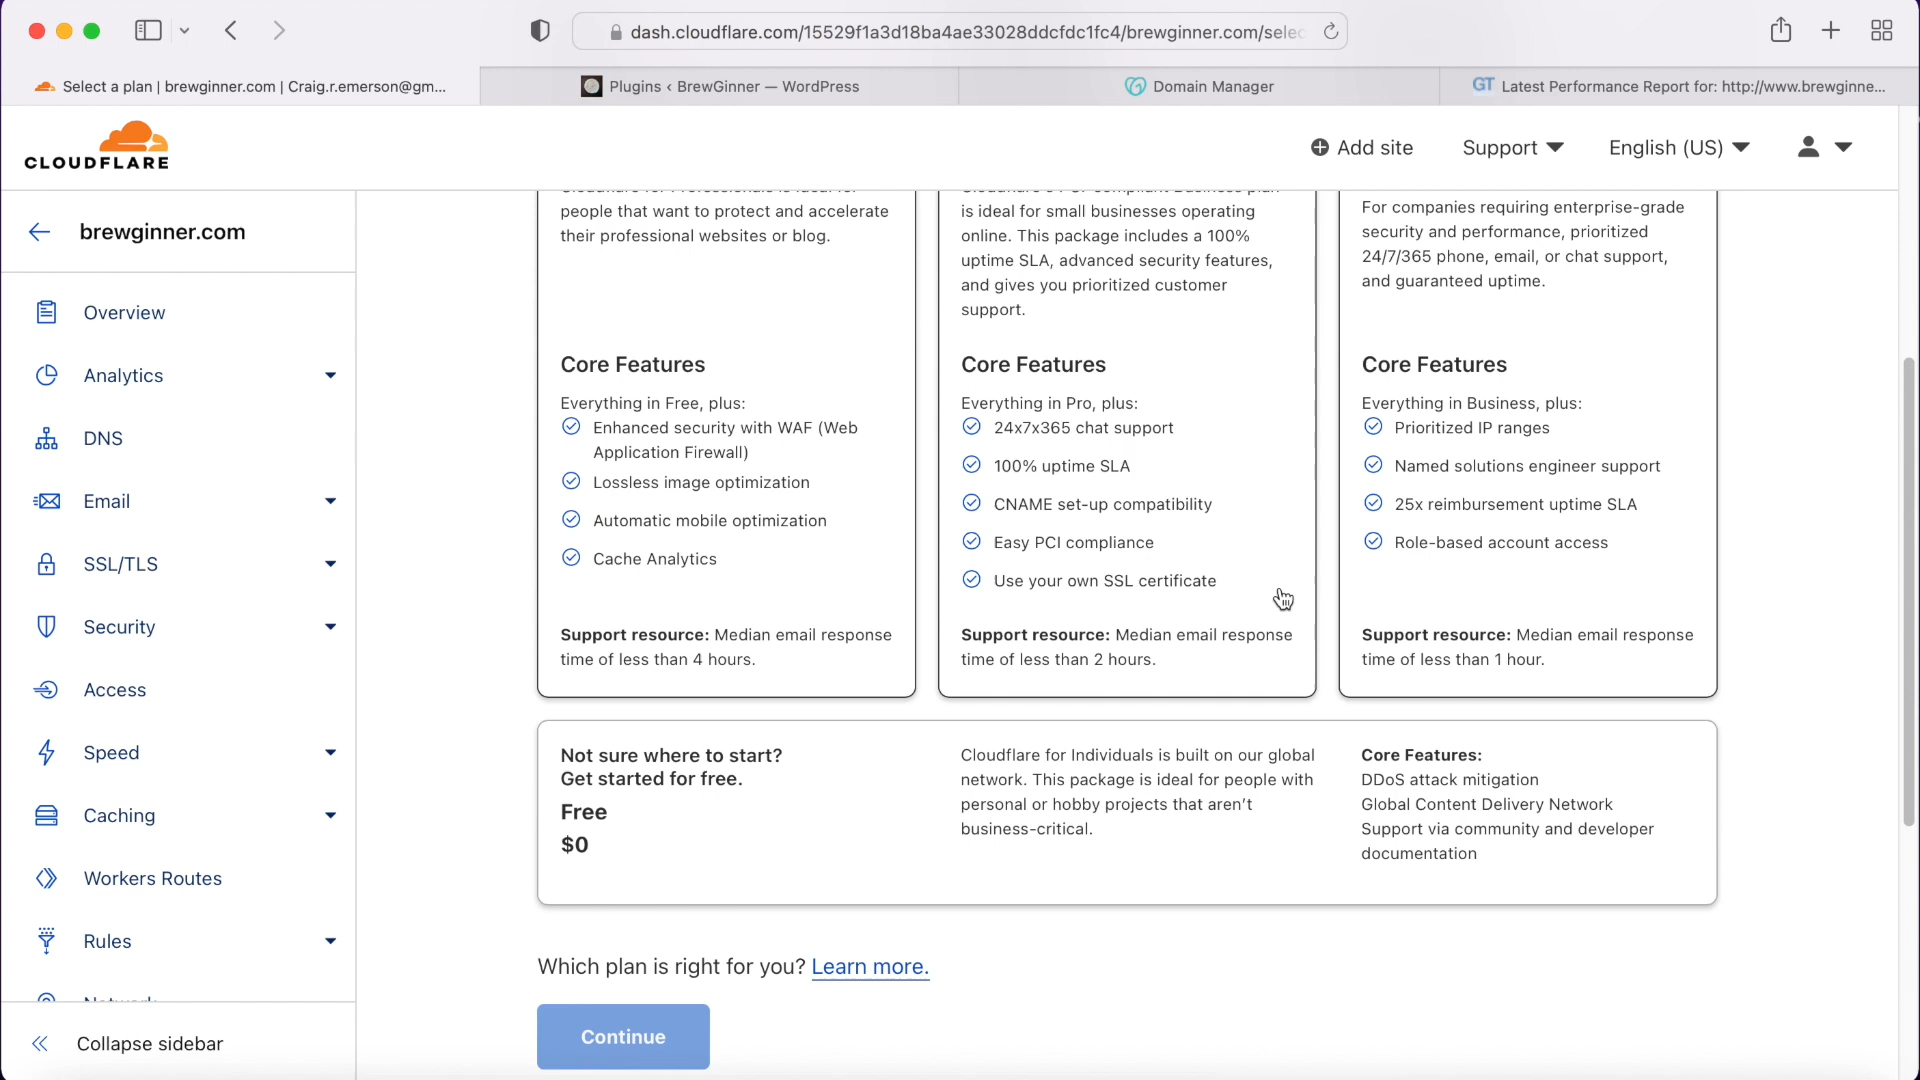 dash.cloudflare.com/15529f1a3d18ba4ae33028ddcfdc1fc4/brewginner.com/selec
Select a plan | brewginner.com | Craig.r.emerson@gm...
Plugins ‹ BrewGinner — WordPress
Domain Manager
GT Latest Performance Report for: http://www.brewginne...
CLOUDFLARE
Add site
Support
English (US)
brewginner.com
Overview
Analytics
DNS
Email
SSL/TLS
Security
Access
Speed
Caching
Workers Routes
Rules
Network
Collapse sidebar
Cloudflare for Professionals is ideal for
people that want to protect and accelerate
their professional websites or blog.
Core Features
Everything in Free, plus:
Enhanced security with WAF (Web
Application Firewall)
Lossless image optimization
Automatic mobile optimization
Cache Analytics
Support resource: Median email response
time of less than 4 hours.
Cloudflare's PCI Compliant Business plan
is ideal for small businesses operating
online. This package includes a 100%
uptime SLA, advanced security features,
and gives you prioritized customer
support.
Core Features
Everything in Pro, plus:
24x7x365 chat support
100% uptime SLA
CNAME set-up compatibility
Easy PCI compliance
Use your own SSL certificate
Support resource: Median email response
time of less than 2 hours.
For companies requiring enterprise-grade
security and performance, prioritized
24/7/365 phone, email, or chat support,
and guaranteed uptime.
Core Features
Everything in Business, plus:
Prioritized IP ranges
Named solutions engineer support
25x reimbursement uptime SLA
Role-based account access
Support resource: Median email response
time of less than 1 hour.
Not sure where to start?
Get started for free.
Free
$0
Cloudflare for Individuals is built on our global
network. This package is ideal for people with
personal or hobby projects that aren't
business-critical.
Core Features:
DDoS attack mitigation
Global Content Delivery Network
Support via community and developer
documentation
Which plan is right for you? Learn more.
Continue